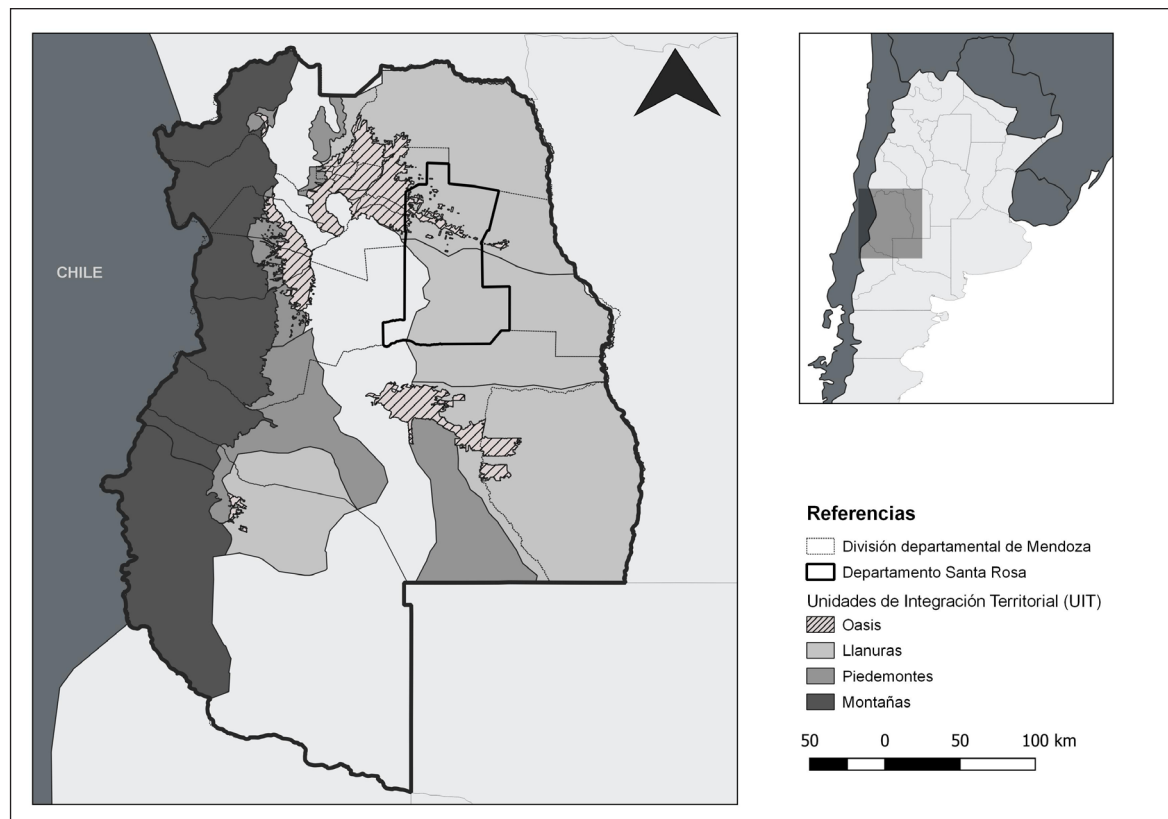 CHILE
Referencias
División departamental de Mendoza
Departamento Santa Rosa
Unidades de Integración Territorial (UIT)
Oasis
Llanuras
Piedemontes
Montañas
50 0 50 100 km